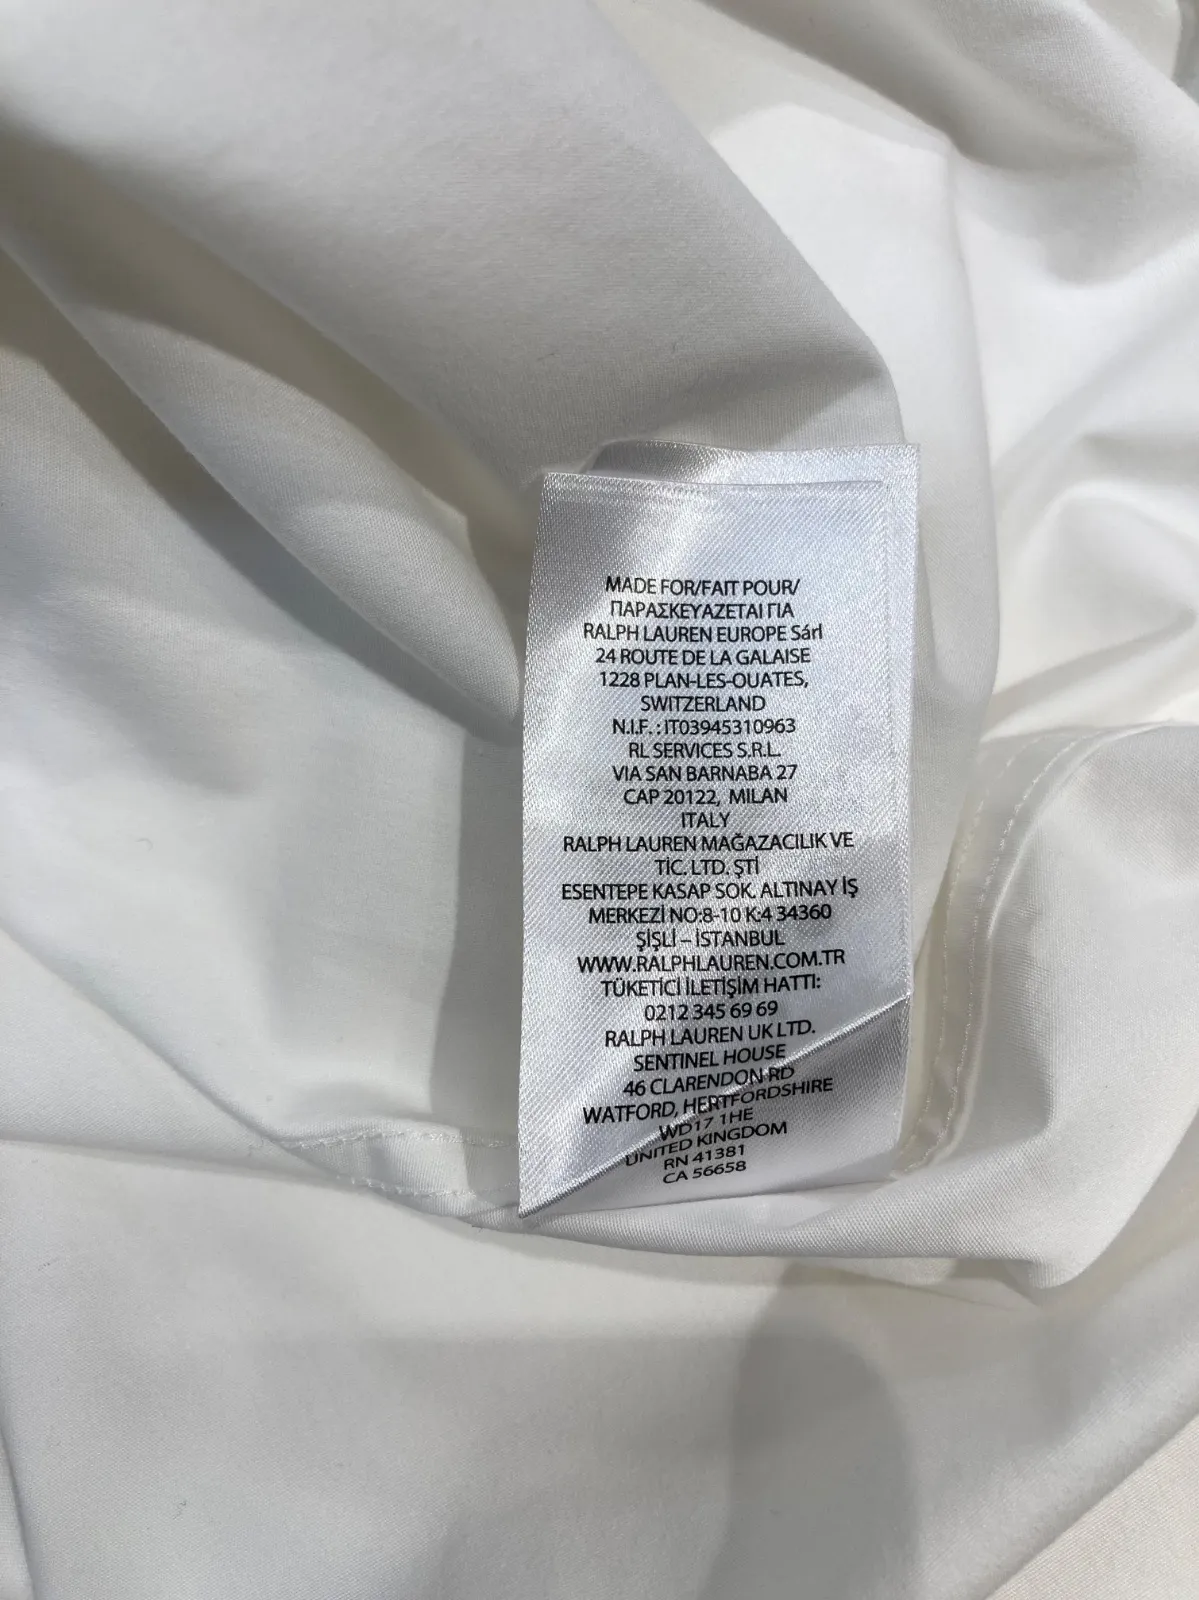 MADE FOR/FAIT POUR/
ΠΑΡΑΣΚΕΥΑΖΕΤΑΙ ΓΙΑ
RALPH LAUREN EUROPE Sárl
24 ROUTE DE LA GALAISE
1228 PLAN-LES-OUATES,
SWITZERLAND
N.I.F. : IT03945310963
RL SERVICES S.R.L.
VIA SAN BARNABA 27
CAP 20122, MILAN
ITALY
RALPH LAUREN MAĞAZACILIK VE
TİC. LTD. ŞTİ
ESENTEPE KASAP SOK. ALTINAY İŞ
MERKEZİ NO:8-10 K:4 34360
ŞİŞLİ – İSTANBUL
WWW.RALPHLAUREN.COM.TR
TÜKETİCİ İLETİŞİM HATTI:
0212 345 69 69
RALPH LAUREN UK LTD.
SENTINEL HOUSE
46 CLARENDON RD
WATFORD, HERTFORDSHIRE
WD17 1HE
UNITED KINGDOM
RN 41381
CA 56658